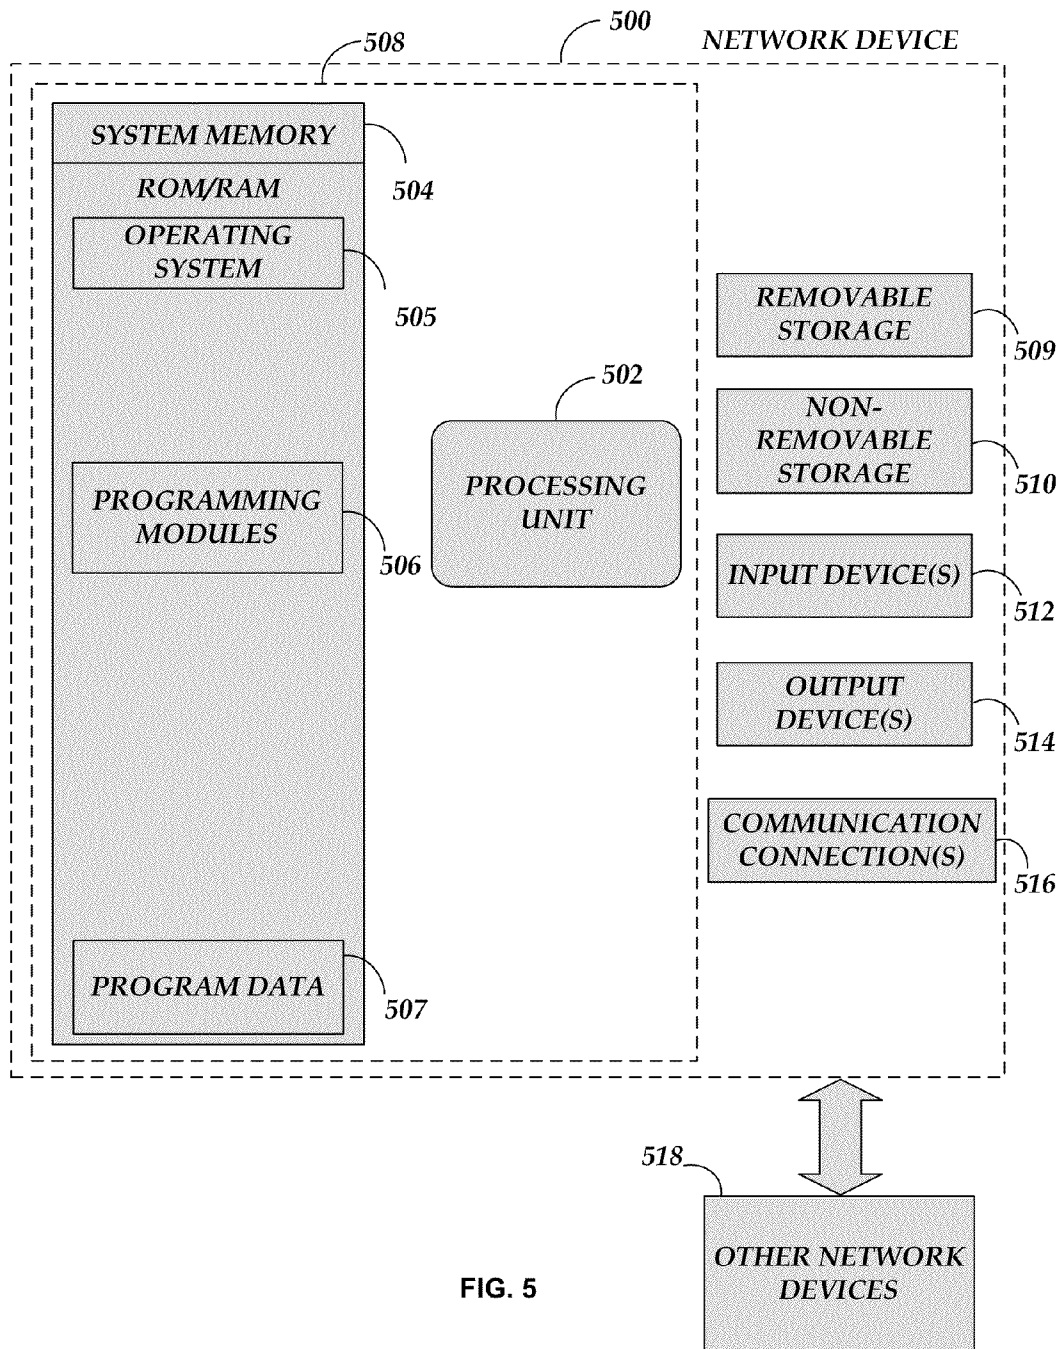 500
NETWORK DEVICE
508
SYSTEM MEMORY
504
ROM/RAM
OPERATING
SYSTEM
505
REMOVABLE
STORAGE
509
502
NON-
REMOVABLE
STORAGE
510
PROCESSING
UNIT
PROGRAMMING
MODULES
506
INPUT DEVICE(S)
512
OUTPUT
DEVICE(S)
514
COMMUNICATION
CONNECTION(S)
516
PROGRAM DATA
507
518
OTHER NETWORK
DEVICES
FIG. 5